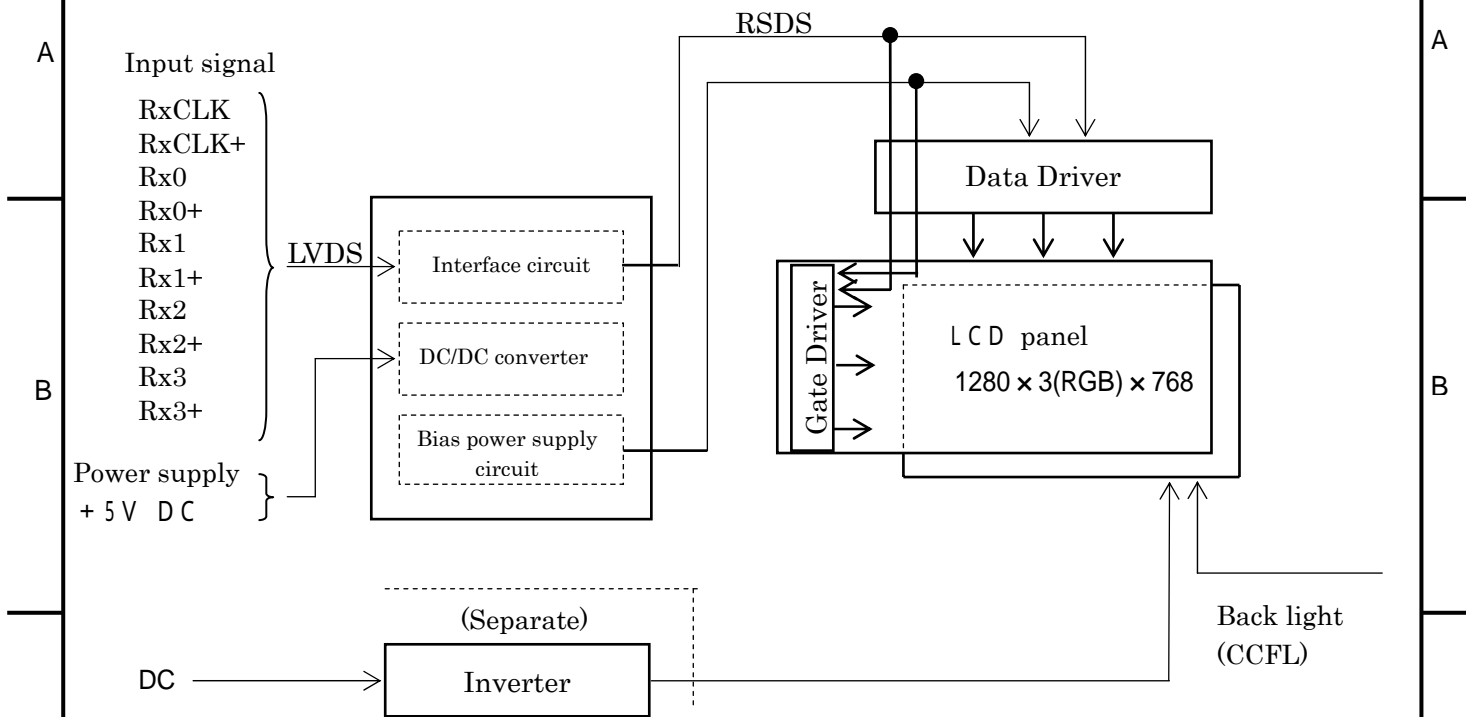 A
A
RSDS
Input signal
RxCLK
RxCLK+
Rx0
Rx0+
Rx1
Rx1+
Rx2
Rx2+
Rx3
Rx3+
LVDS
Interface circuit
DC/DC converter
Bias power supply
circuit
Data Driver
Gate Driver
LCD panel
1280 × 3(RGB) × 768
B
B
Power supply
+5V DC
(Separate)
DC
Inverter
Back light
(CCFL)